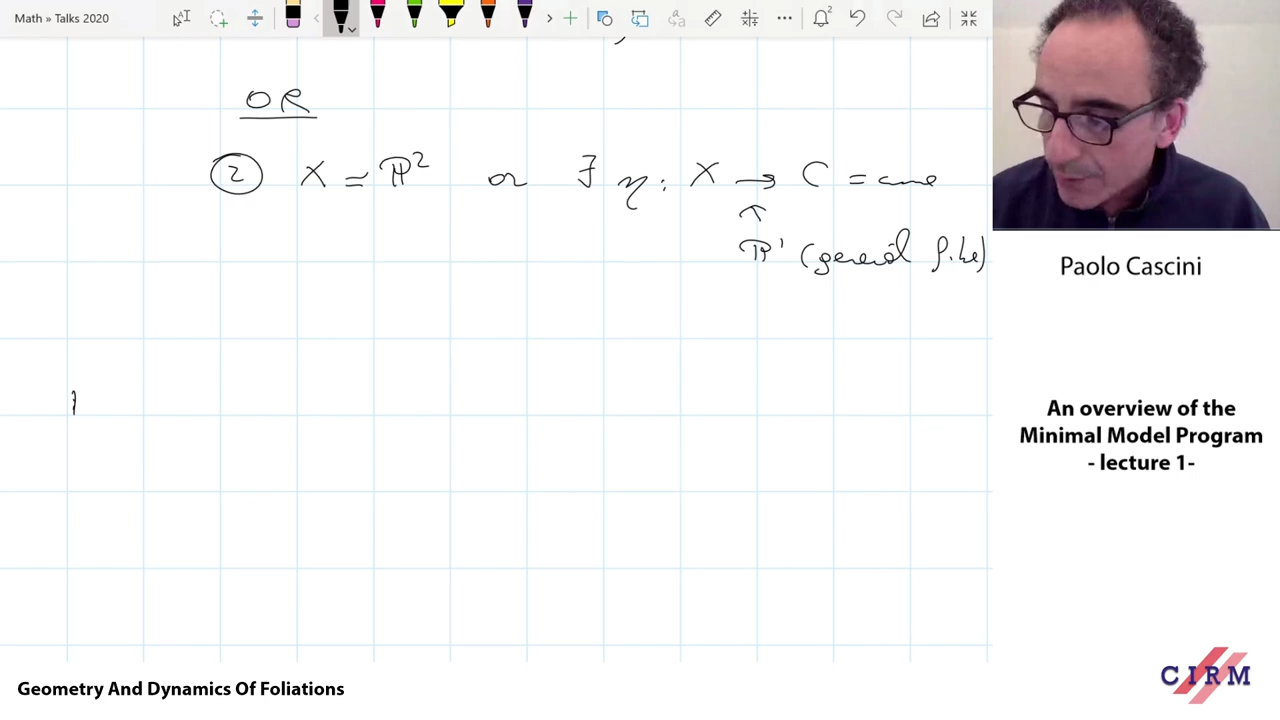 Math » Talks 2020
OR
② X ≃ ℙ² or ∃ η : X → C = curve
↑
ℙ¹ (general fibre)
Paolo Cascini
An overview of the
Minimal Model Program
- lecture 1-
CIRM
Geometry And Dynamics Of Foliations